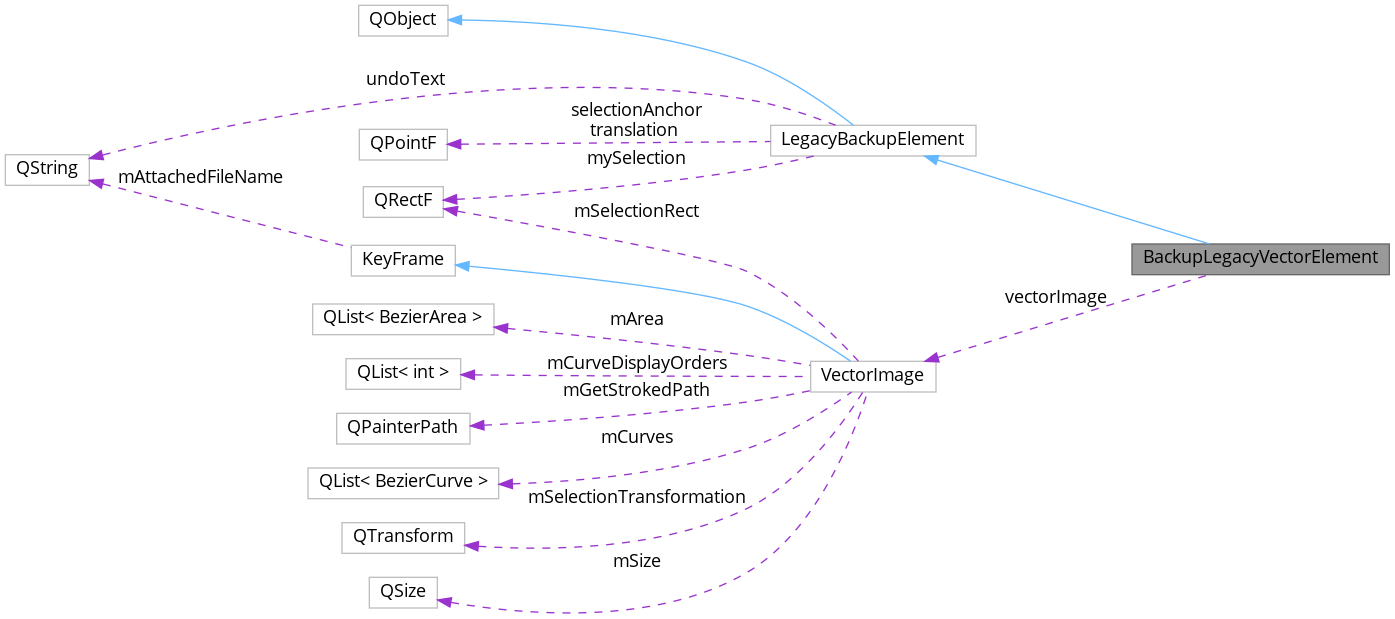 QObject
undoText
selectionAnchor
translation
LegacyBackupElement
QPointF
QString
mySelection
mAttachedFileName
QRectF
mSelectionRect
KeyFrame
BackupLegacyVectorElement
vectorImage
QList< BezierArea >
mArea
mCurveDisplayOrders
QList< int >
VectorImage
mGetStrokedPath
QPainterPath
mCurves
QList< BezierCurve >
mSelectionTransformation
QTransform
mSize
QSize